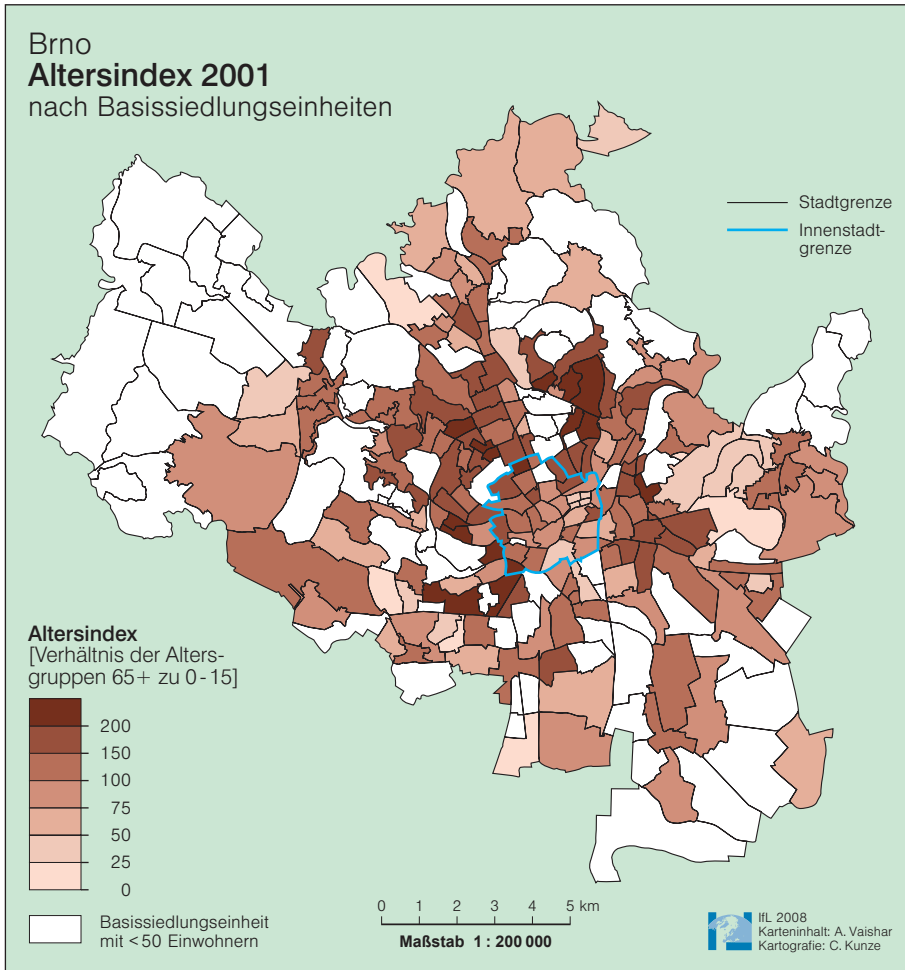 Brno
Altersindex 2001
nach Basissiedlungseinheiten
Stadtgrenze
Innenstadt-
grenze
Altersindex
[Verhältnis der Alters-
gruppen 65+ zu 0-15]
200
150
100
75
50
25
0
Basissiedlungseinheit
mit <50 Einwohnern
0 1 2 3 4 5 km
Maßstab 1 : 200 000
IfL 2008
Karteninhalt: A. Vaishar
Kartografie: C. Kunze